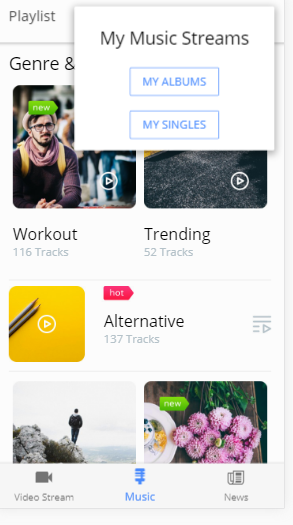 Playlist
My Music Streams
MY ALBUMS
MY SINGLES
Genre &
new
Workout
116 Tracks
Trending
52 Tracks
hot
Alternative
137 Tracks
new
Video Stream
Music
News